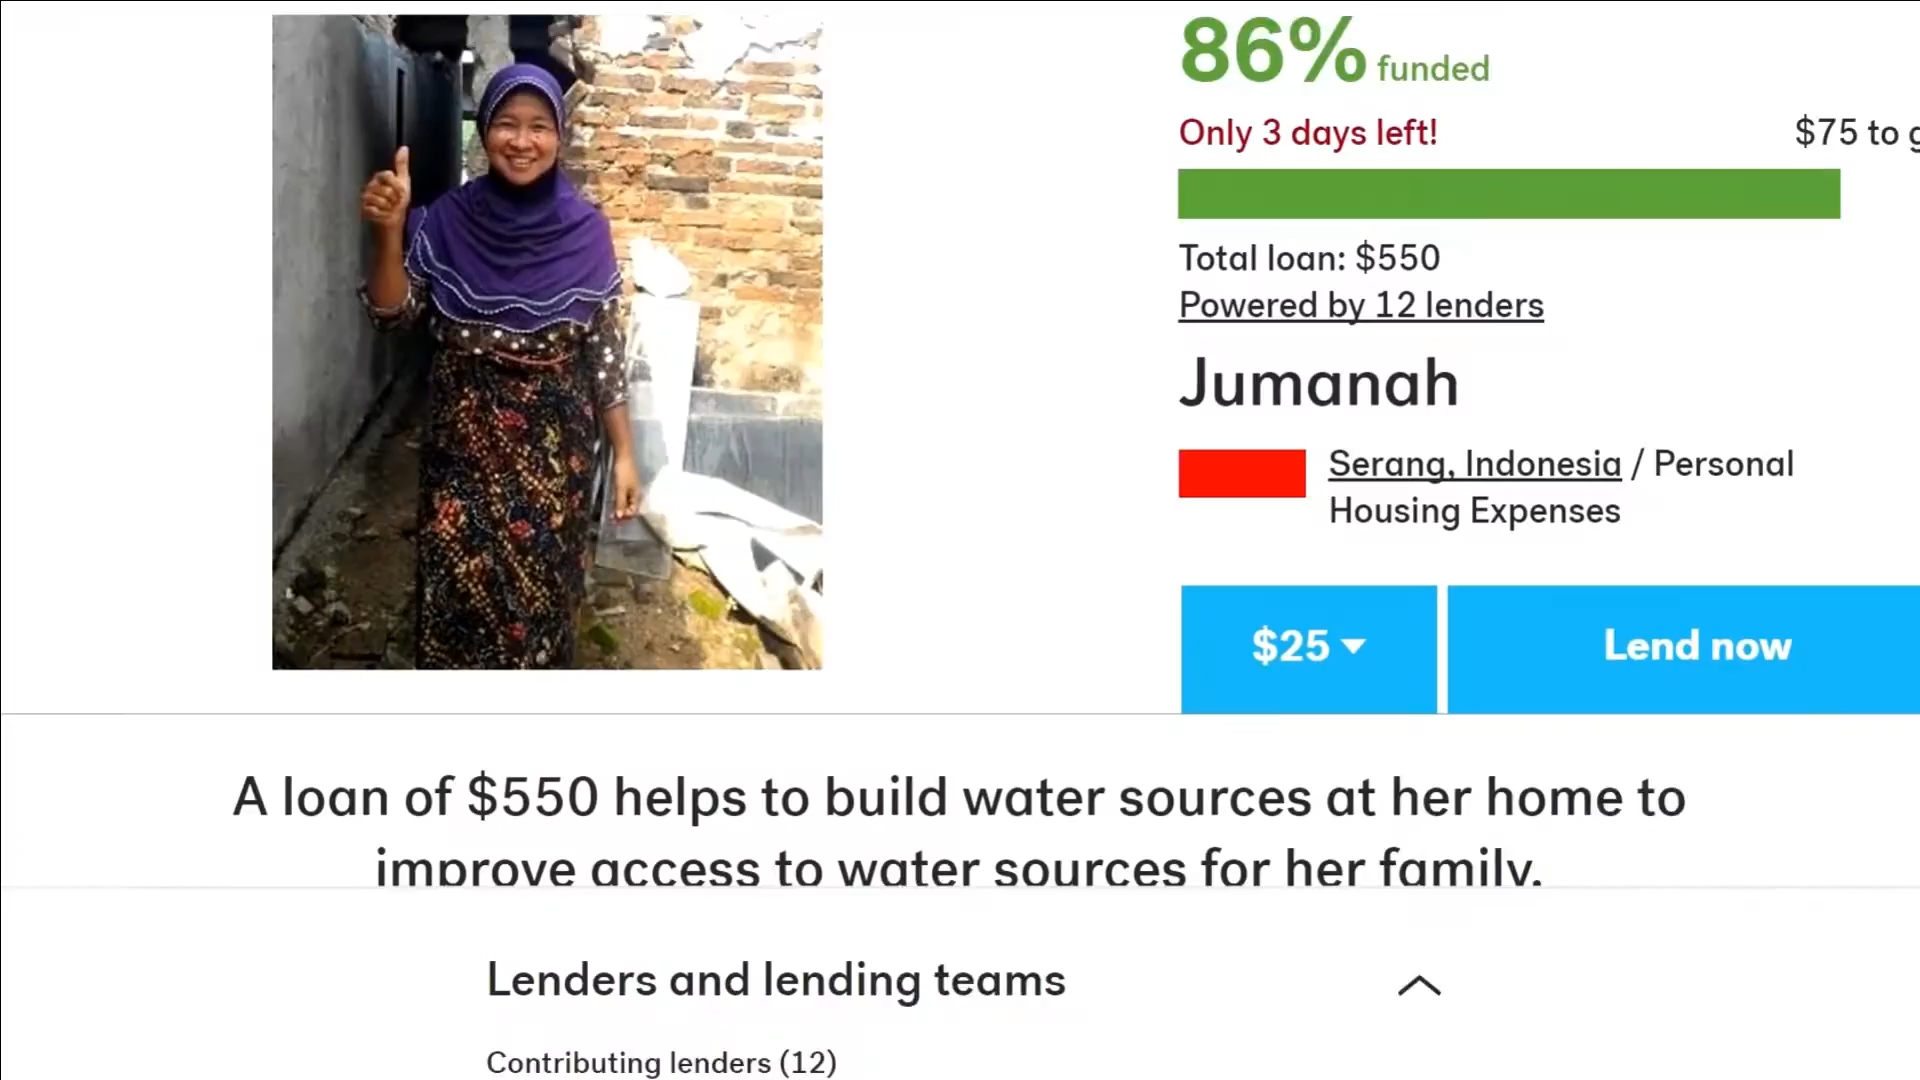 86% funded
Only 3 days left!
$75 to g
Total loan: $550
Powered by 12 lenders
Jumanah
Serang, Indonesia / Personal
Housing Expenses
$25
Lend now
A loan of $550 helps to build water sources at her home to
improve access to water sources for her family.
Lenders and lending teams
Contributing lenders (12)